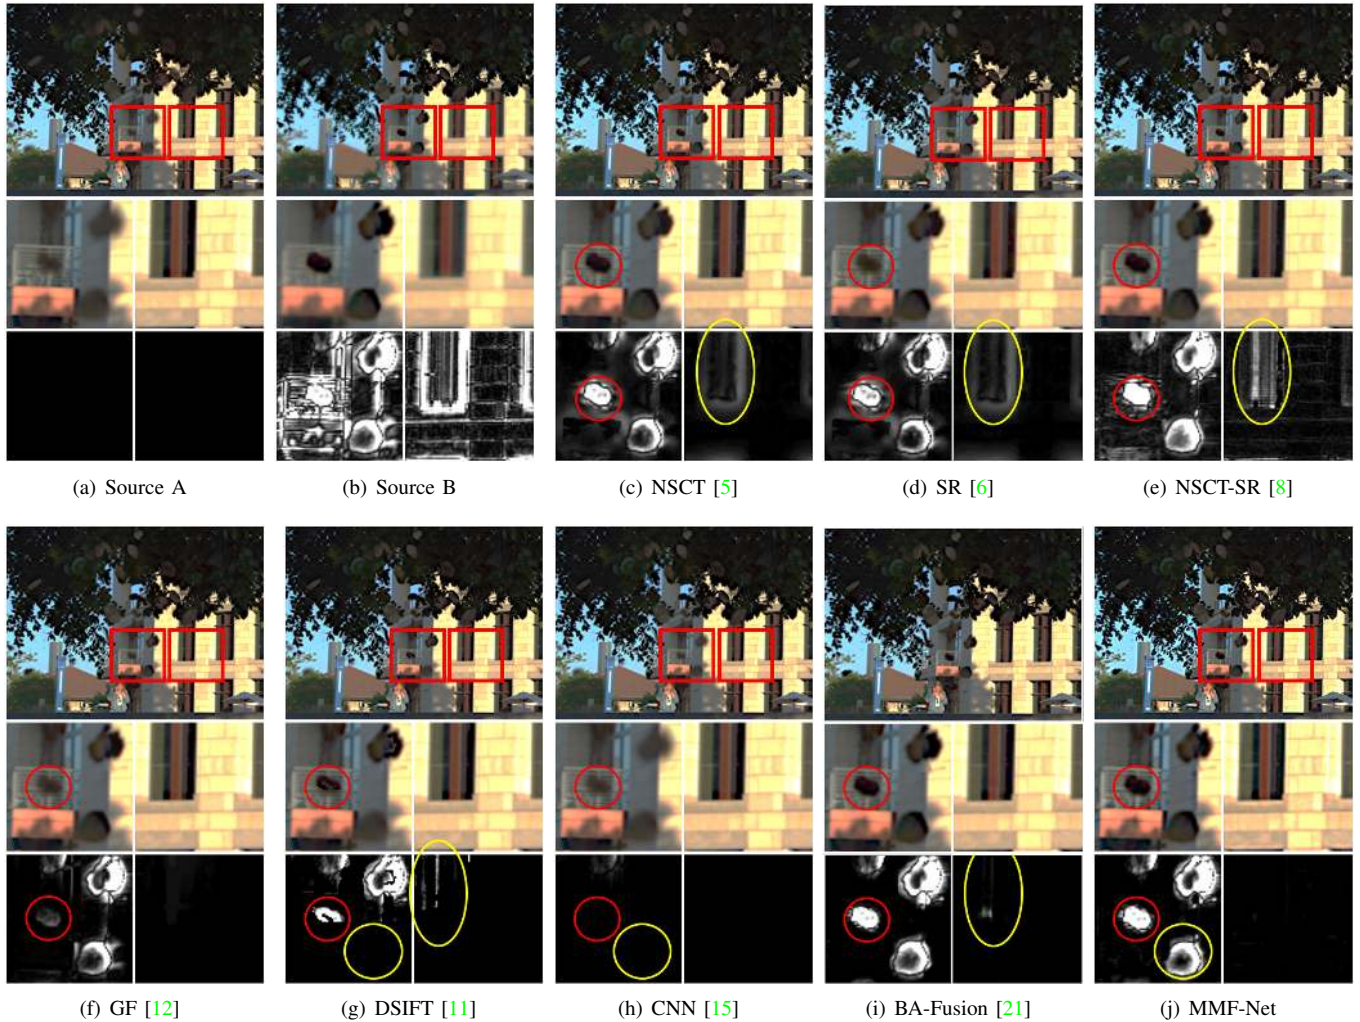 (a) Source A
(b) Source B
(c) NSCT [5]
(d) SR [6]
(e) NSCT-SR [8]
(f) GF [12]
(g) DSIFT [11]
(h) CNN [15]
(i) BA-Fusion [21]
(j) MMF-Net